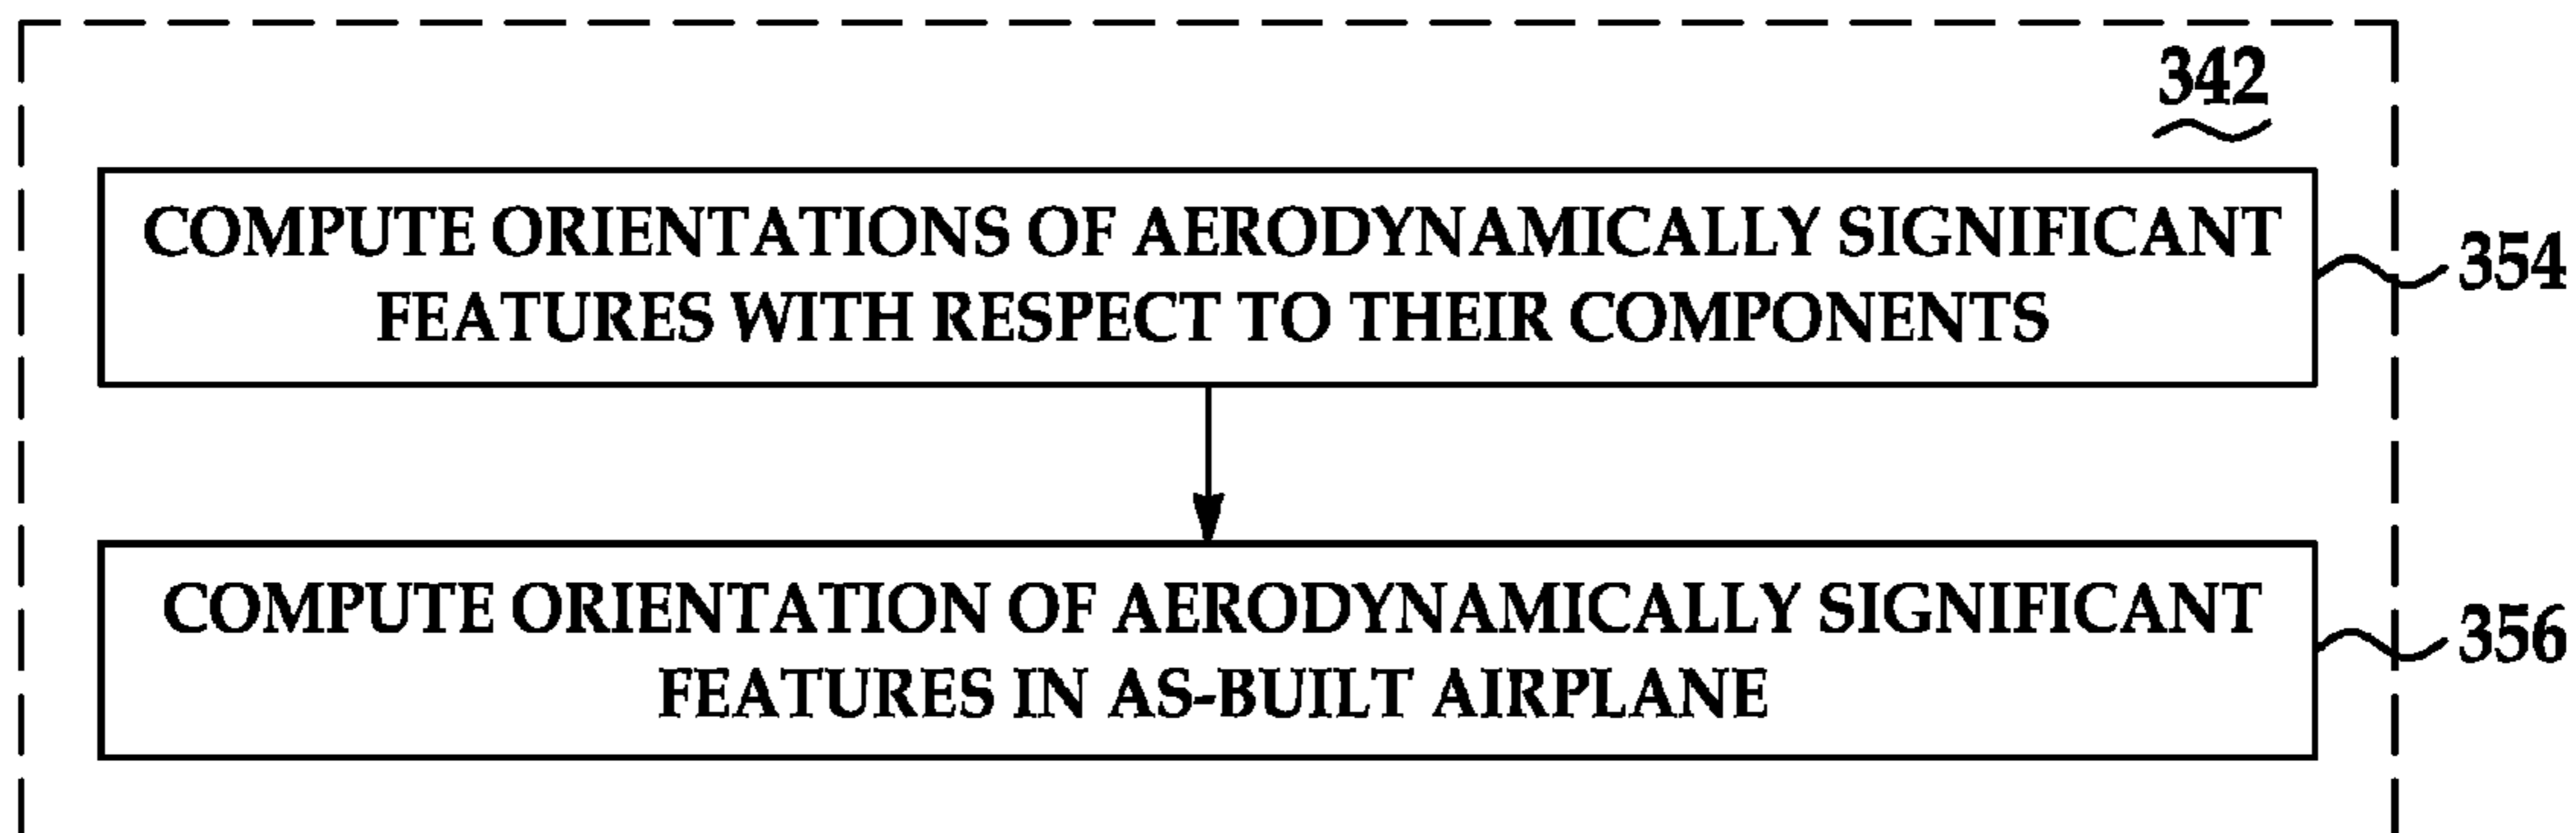 342
COMPUTE ORIENTATIONS OF AERODYNAMICALLY SIGNIFICANT
FEATURES WITH RESPECT TO THEIR COMPONENTS
354
COMPUTE ORIENTATION OF AERODYNAMICALLY SIGNIFICANT
FEATURES IN AS-BUILT AIRPLANE
356